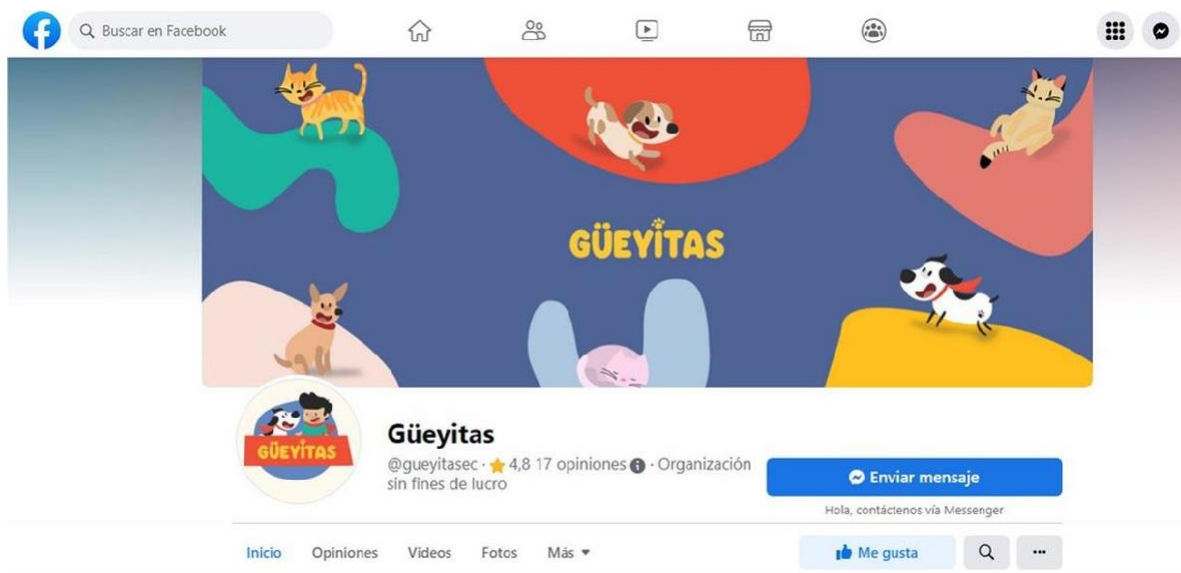 Buscar en Facebook
GÜEYITAS
GÜEYITAS
Güeyitas
@gueyitasec · 4,8 17 opiniones · Organización
sin fines de lucro
Enviar mensaje
Hola, contáctenos vía Messenger
Inicio Opiniones Videos Fotos Más
Me gusta